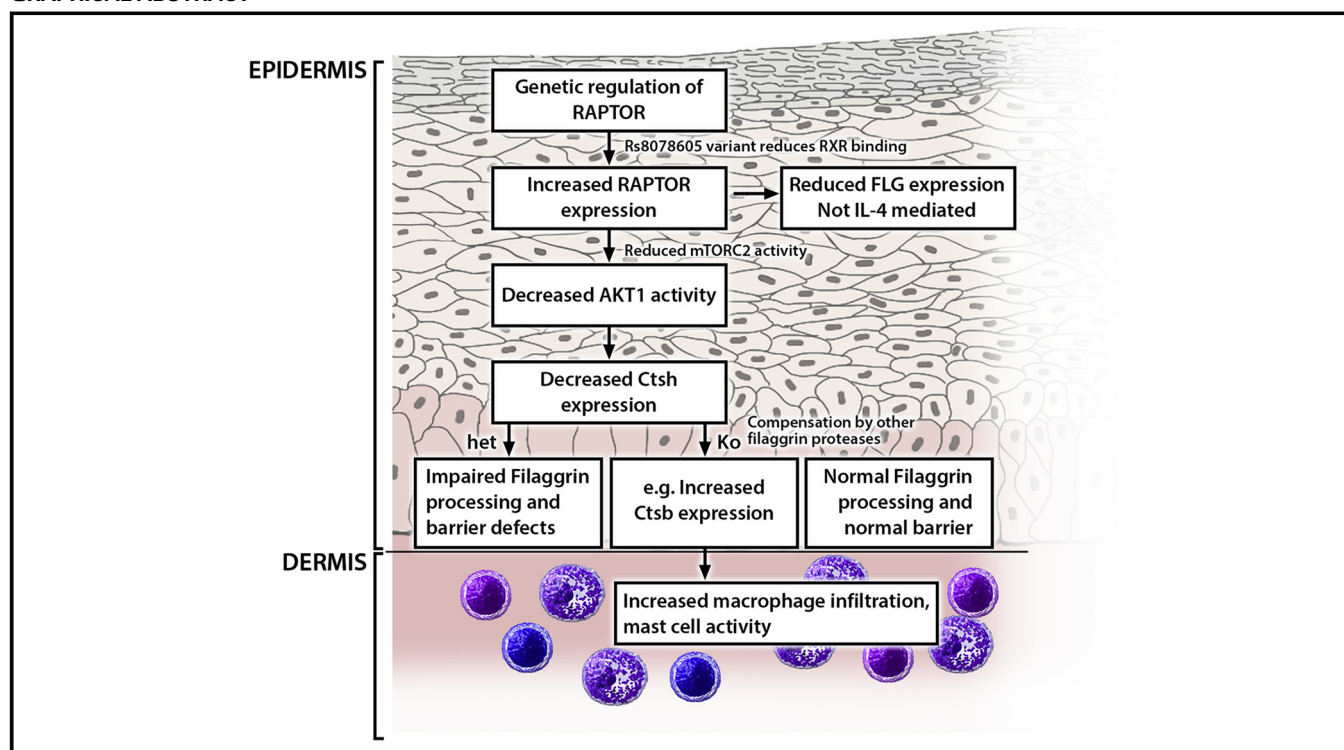 EPIDERMIS
Genetic regulation of
RAPTOR
Rs8078605 variant reduces RXR binding
Increased RAPTOR
expression
Reduced FLG expression
Not IL-4 mediated
Reduced mTORC2 activity
Decreased AKT1 activity
Decreased Ctsh
expression
het
Ko
Compensation by other
filaggrin proteases
Impaired Filaggrin
processing and
barrier defects
e.g. Increased
Ctsb expression
Normal Filaggrin
processing and
normal barrier
DERMIS
Increased macrophage infiltration,
mast cell activity